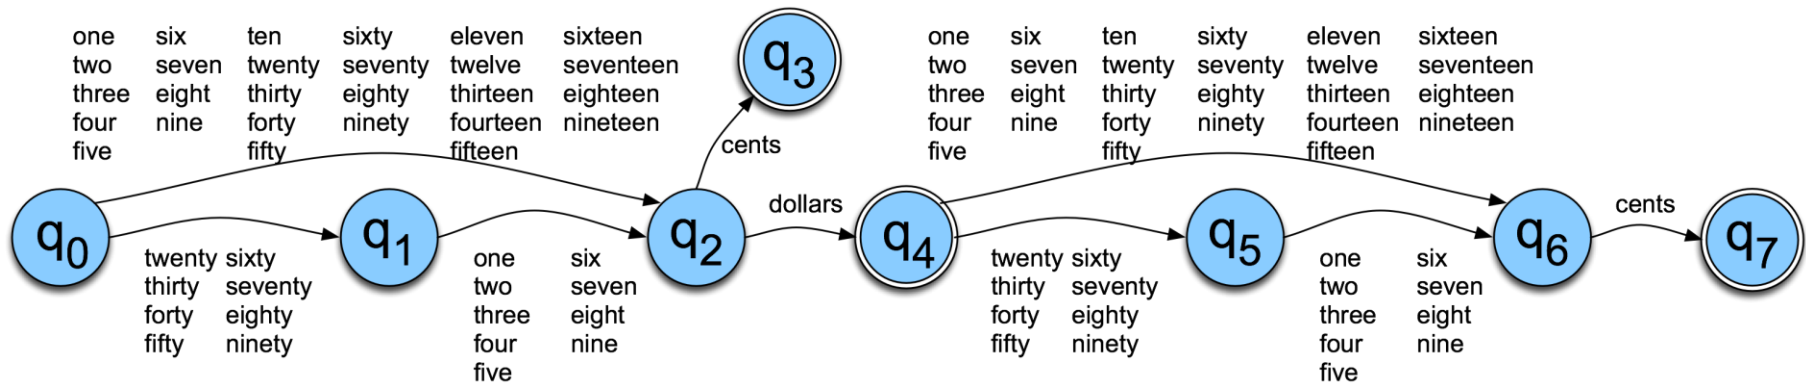 one six ten sixty eleven sixteen
two seven twenty seventy twelve seventeen
three eight thirty eighty thirteen eighteen
four nine forty ninety fourteen nineteen
five fifty fifteen
q3
one six ten sixty eleven sixteen
two seven twenty seventy twelve seventeen
three eight thirty eighty thirteen eighteen
four nine forty ninety fourteen nineteen
five fifty fifteen
cents
dollars
cents
q0
q1
q2
q4
q5
q6
q7
twenty sixty
thirty seventy
forty eighty
fifty ninety
one six
two seven
three eight
four nine
five
twenty sixty
thirty seventy
forty eighty
fifty ninety
one six
two seven
three eight
four nine
five